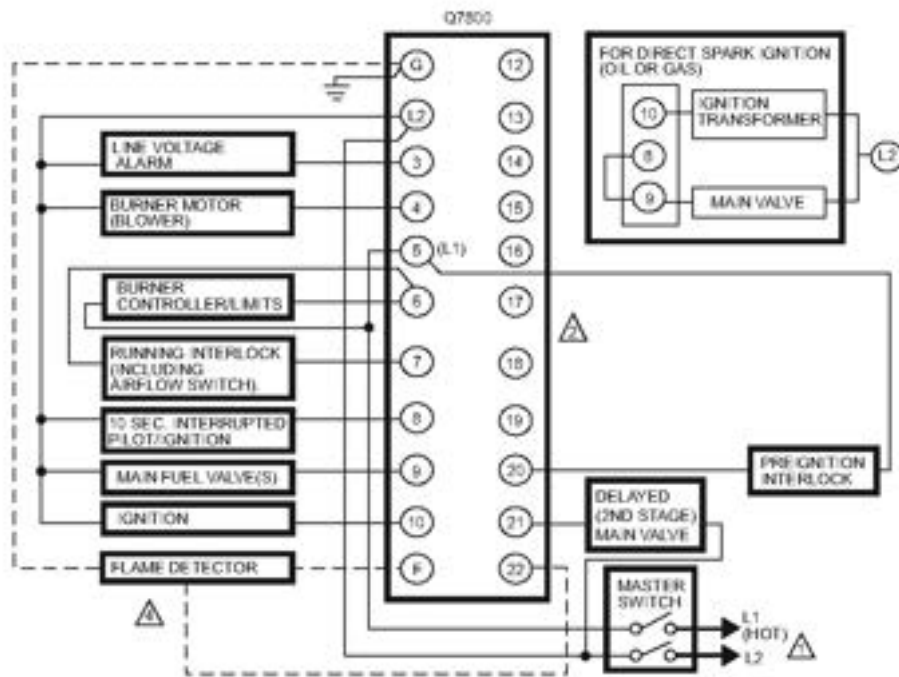 Q7800
G
12
L2
13
LINE VOLTAGE
ALARM
3
14
BURNER MOTOR
(BLOWER)
4
15
5
(L1)
16
BURNER
CONTROLLER/LIMITS
6
17
2
RUNNING INTERLOCK
(INCLUDING
AIRFLOW SWITCH).
7
18
10 SEC. INTERRUPTED
PILOT/IGNITION
8
19
MAIN FUEL VALVE(S)
9
20
IGNITION
10
21
FLAME DETECTOR
F
22
4
FOR DIRECT SPARK IGNITION
(OIL OR GAS)
10
IGNITION
TRANSFORMER
8
L2
9
MAIN VALVE
PREIGNITION
INTERLOCK
DELAYED
(2ND STAGE)
MAIN VALVE
MASTER
SWITCH
L1
(HOT)
1
L2